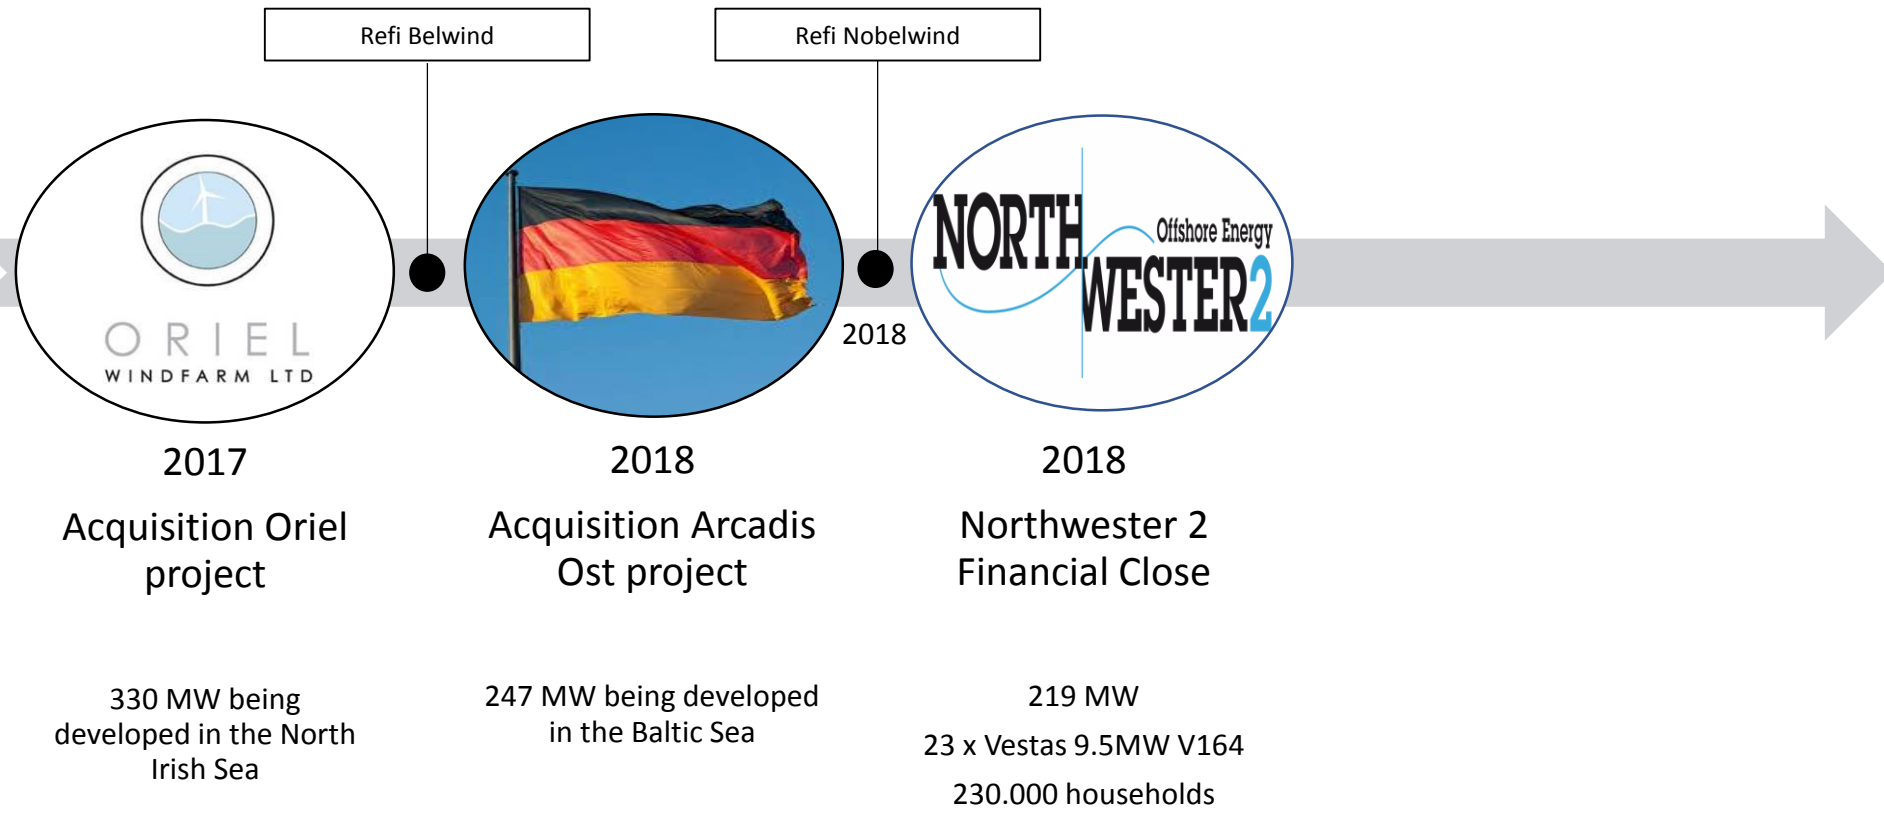 Refi Belwind
Refi Nobelwind
ORIEL
WINDFARM LTD
2018
NORTH
Offshore Energy
WESTER2
2017
Acquisition Oriel
project
330 MW being
developed in the North
Irish Sea
2018
Acquisition Arcadis
Ost project
247 MW being developed
in the Baltic Sea
2018
Northwester 2
Financial Close
219 MW
23 x Vestas 9.5MW V164
230.000 households